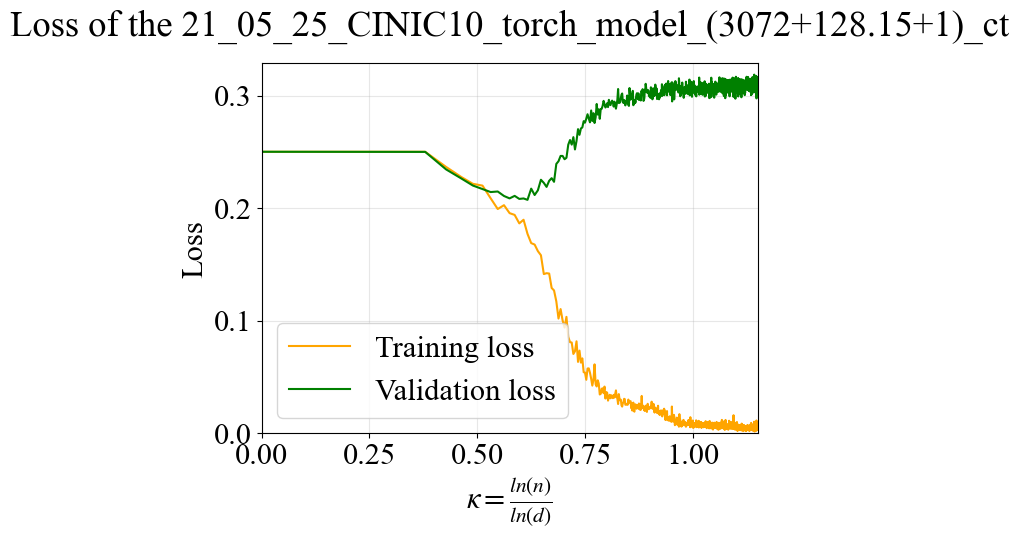 Loss of the 21_05_25_CINIC10_torch_model_(3072+128.15+1)_ct
0.3
0.2
0.1
0.0
Loss
Training loss
Validation loss
0.00 0.25 0.50 0.75 1.00
κ = ln(n) / ln(d)